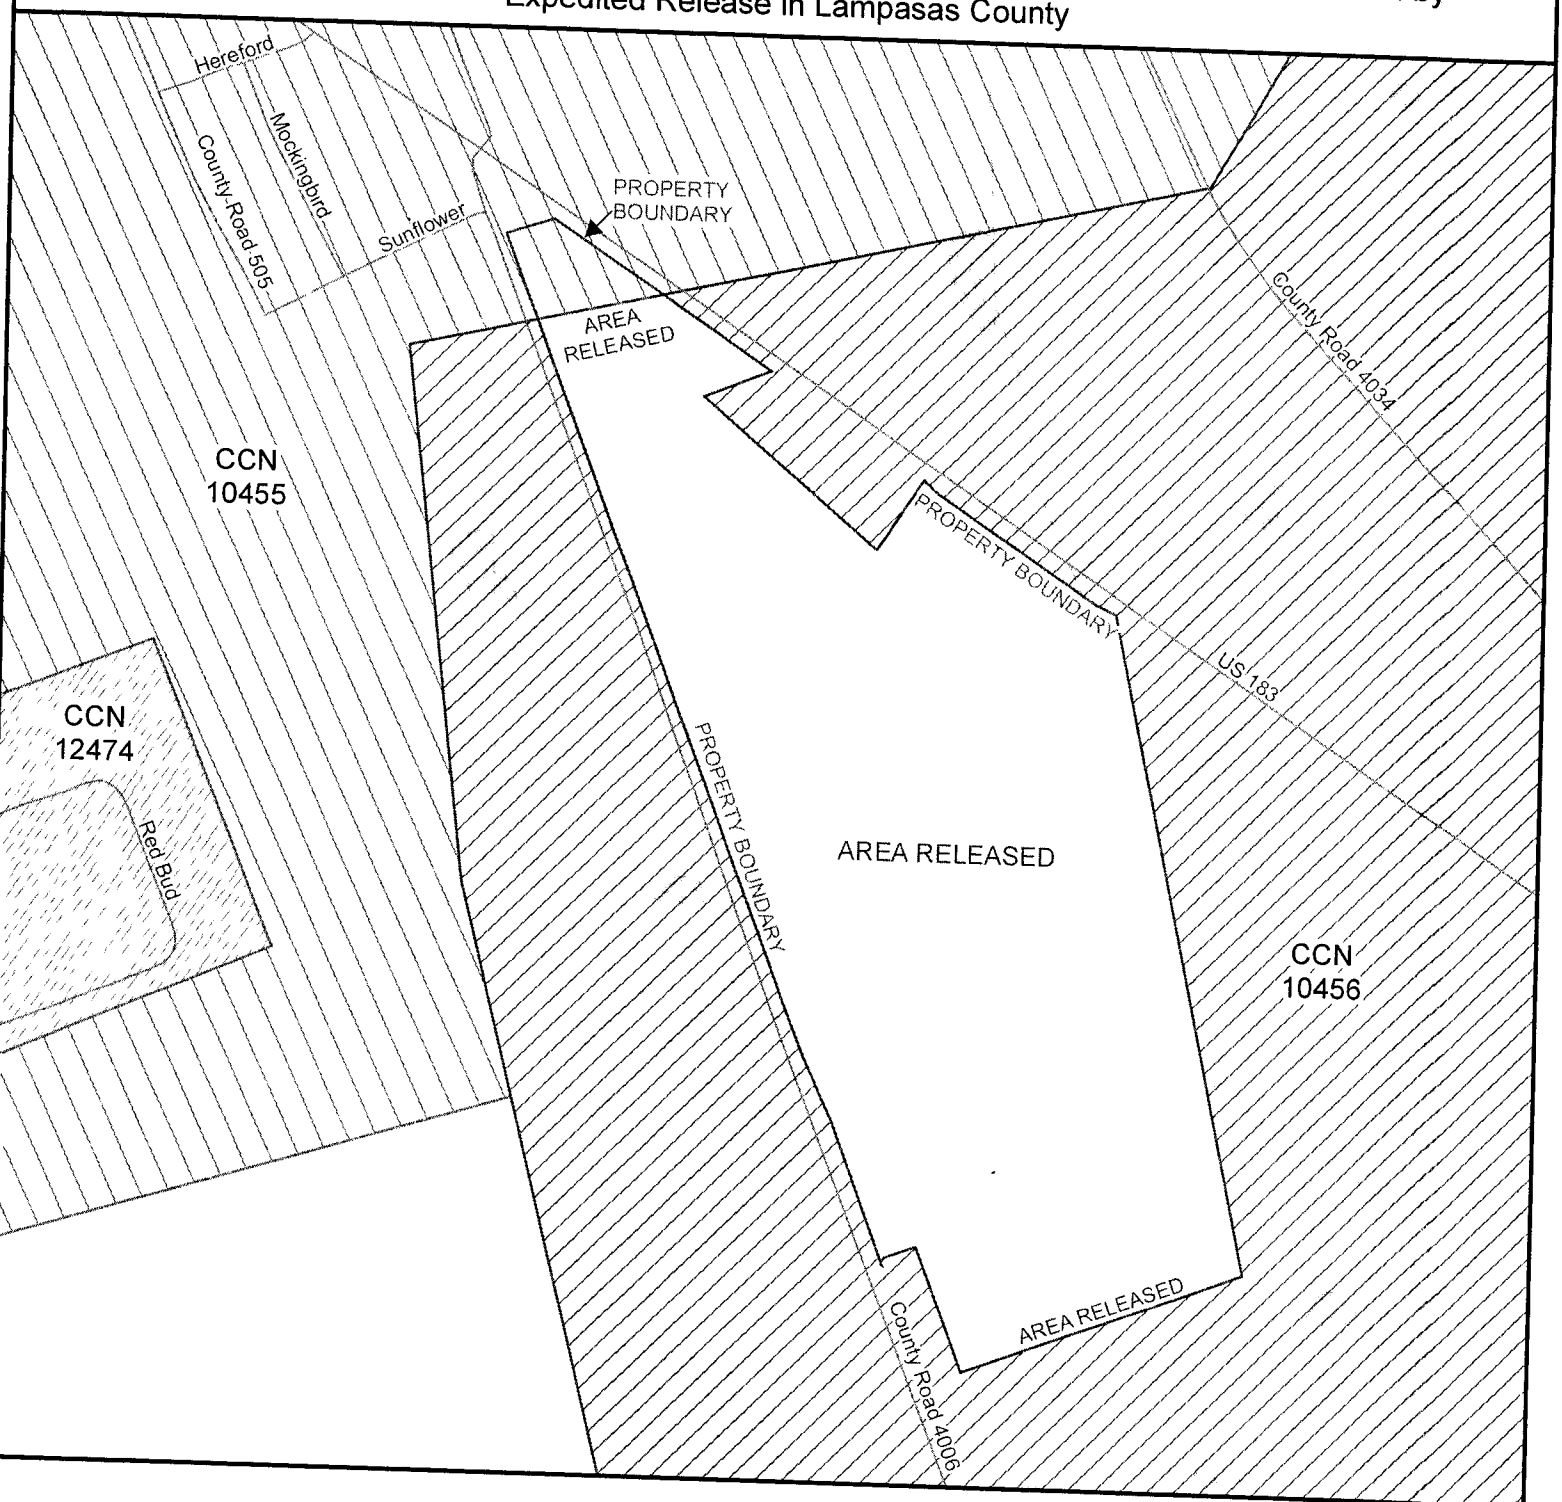 Expedited Release in Lampasas County
by
Hereford
Mockingbird
County Road 505
Sunflower
PROPERTY
BOUNDARY
AREA
RELEASED
County Road 4034
CCN
10455
PROPERTY BOUNDARY
US 183
CCN
12474
Red Bud
PROPERTY BOUNDARY
AREA RELEASED
CCN
10456
AREA RELEASED
County Road 4006